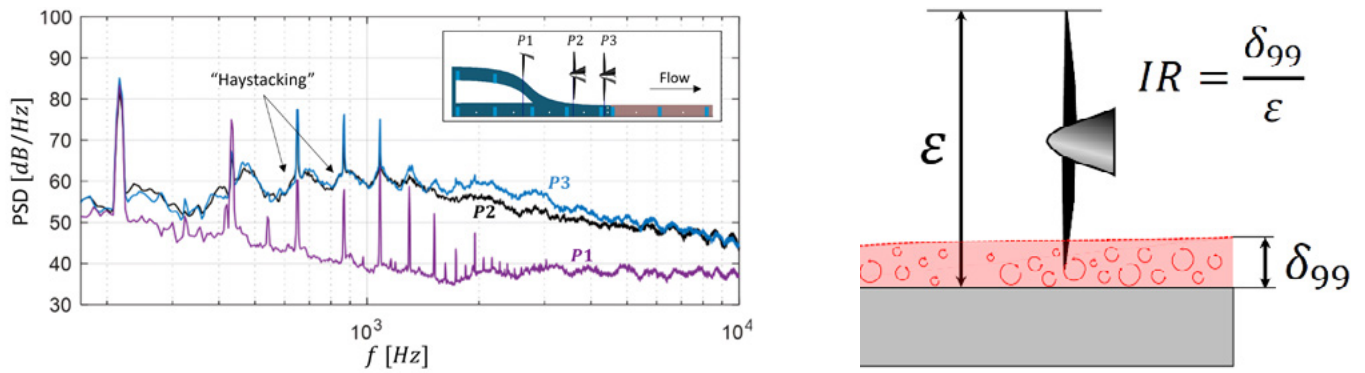 PSD [dB/Hz]
100
90
80
70
60
50
40
30
"Haystacking"
P1 P2 P3
Flow
P3
P2
P1
10³ 10⁴
f [Hz]
ε
IR = δ₉₉/ε
δ₉₉